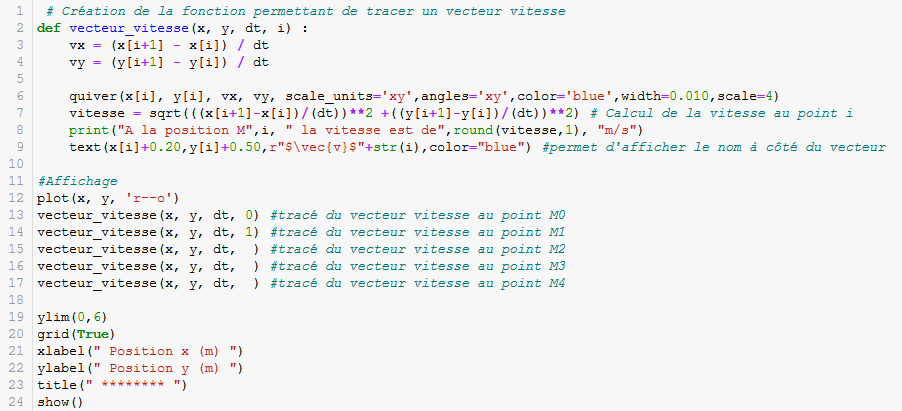 1 # Création de la fonction permettant de tracer un vecteur vitesse
2 def vecteur_vitesse(x, y, dt, i) :
3 vx = (x[i+1] - x[i]) / dt
4 vy = (y[i+1] - y[i]) / dt
5
6 quiver(x[i], y[i], vx, vy, scale_units='xy',angles='xy',color='blue',width=0.010,scale=4)
7 vitesse = sqrt(((x[i+1]-x[i])/(dt))**2 +((y[i+1]-y[i])/(dt))**2) # Calcul de la vitesse au point i
8 print("A la position M",i, " la vitesse est de",round(vitesse,1), "m/s")
9 text(x[i]+0.20,y[i]+0.50,r"$\vec{v}$"+str(i),color="blue") #permet d'afficher le nom à côté du vecteur
10
11 #Affichage
12 plot(x, y, 'r--o')
13 vecteur_vitesse(x, y, dt, 0) #tracé du vecteur vitesse au point M0
14 vecteur_vitesse(x, y, dt, 1) #tracé du vecteur vitesse au point M1
15 vecteur_vitesse(x, y, dt,  ) #tracé du vecteur vitesse au point M2
16 vecteur_vitesse(x, y, dt,  ) #tracé du vecteur vitesse au point M3
17 vecteur_vitesse(x, y, dt,  ) #tracé du vecteur vitesse au point M4
18
19 ylim(0,6)
20 grid(True)
21 xlabel(" Position x (m) ")
22 ylabel(" Position y (m) ")
23 title(" ******** ")
24 show()